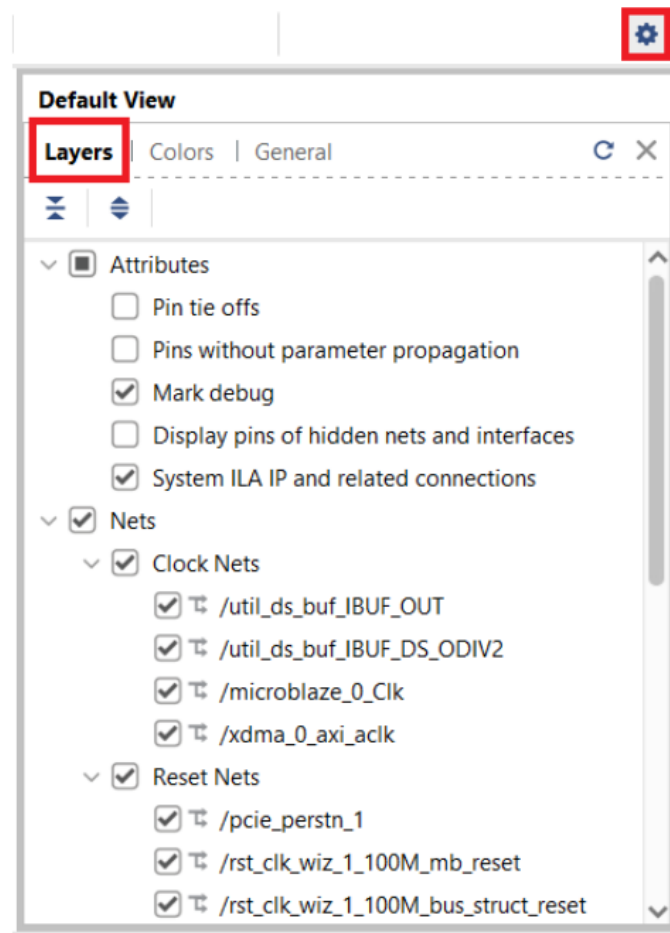 Default View
Layers | Colors | General
Attributes
Pin tie offs
Pins without parameter propagation
Mark debug
Display pins of hidden nets and interfaces
System ILA IP and related connections
Nets
Clock Nets
/util_ds_buf_IBUF_OUT
/util_ds_buf_IBUF_DS_ODIV2
/microblaze_0_Clk
/xdma_0_axi_aclk
Reset Nets
/pcie_perstn_1
/rst_clk_wiz_1_100M_mb_reset
/rst_clk_wiz_1_100M_bus_struct_reset